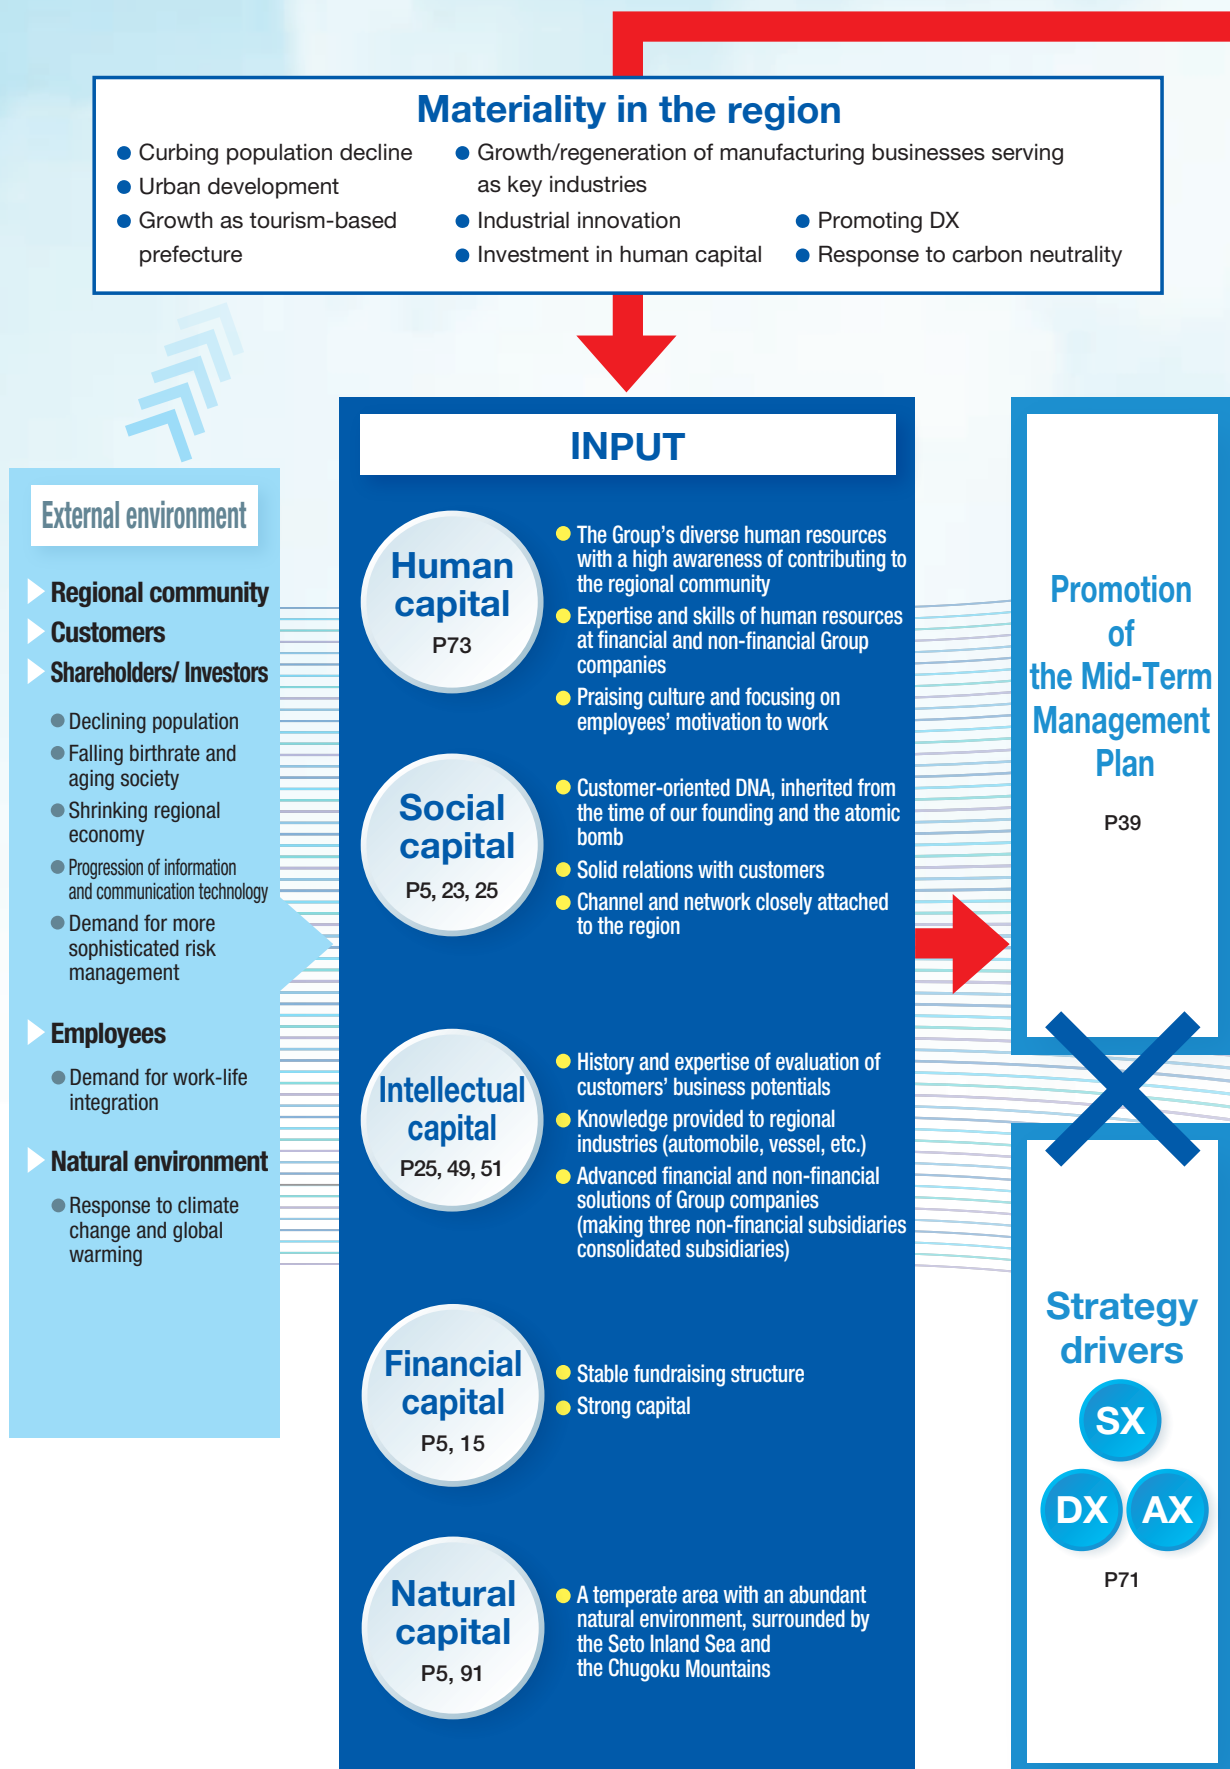 Materiality in the region
● Curbing population decline
● Urban development
● Growth as tourism-based
prefecture
● Growth/regeneration of manufacturing businesses serving
as key industries
● Industrial innovation
● Investment in human capital
● Promoting DX
● Response to carbon neutrality
External environment
Regional community
Customers
Shareholders/ Investors
● Declining population
● Falling birthrate and
aging society
● Shrinking regional
economy
● Progression of information
and communication technology
● Demand for more
sophisticated risk
management
Employees
● Demand for work-life
integration
Natural environment
● Response to climate
change and global
warming
INPUT
Human
capital
P73
● The Group's diverse human resources
with a high awareness of contributing to
the regional community
● Expertise and skills of human resources
at financial and non-financial Group
companies
● Praising culture and focusing on
employees' motivation to work
Social
capital
P5, 23, 25
● Customer-oriented DNA, inherited from
the time of our founding and the atomic
bomb
● Solid relations with customers
● Channel and network closely attached
to the region
Intellectual
capital
P25, 49, 51
● History and expertise of evaluation of
customers' business potentials
● Knowledge provided to regional
industries (automobile, vessel, etc.)
● Advanced financial and non-financial
solutions of Group companies
(making three non-financial subsidiaries
consolidated subsidiaries)
Financial
capital
P5, 15
● Stable fundraising structure
● Strong capital
Natural
capital
P5, 91
● A temperate area with an abundant
natural environment, surrounded by
the Seto Inland Sea and
the Chugoku Mountains
Promotion
of
the Mid-Term
Management
Plan
P39
Strategy
drivers
SX
DX
AX
P71